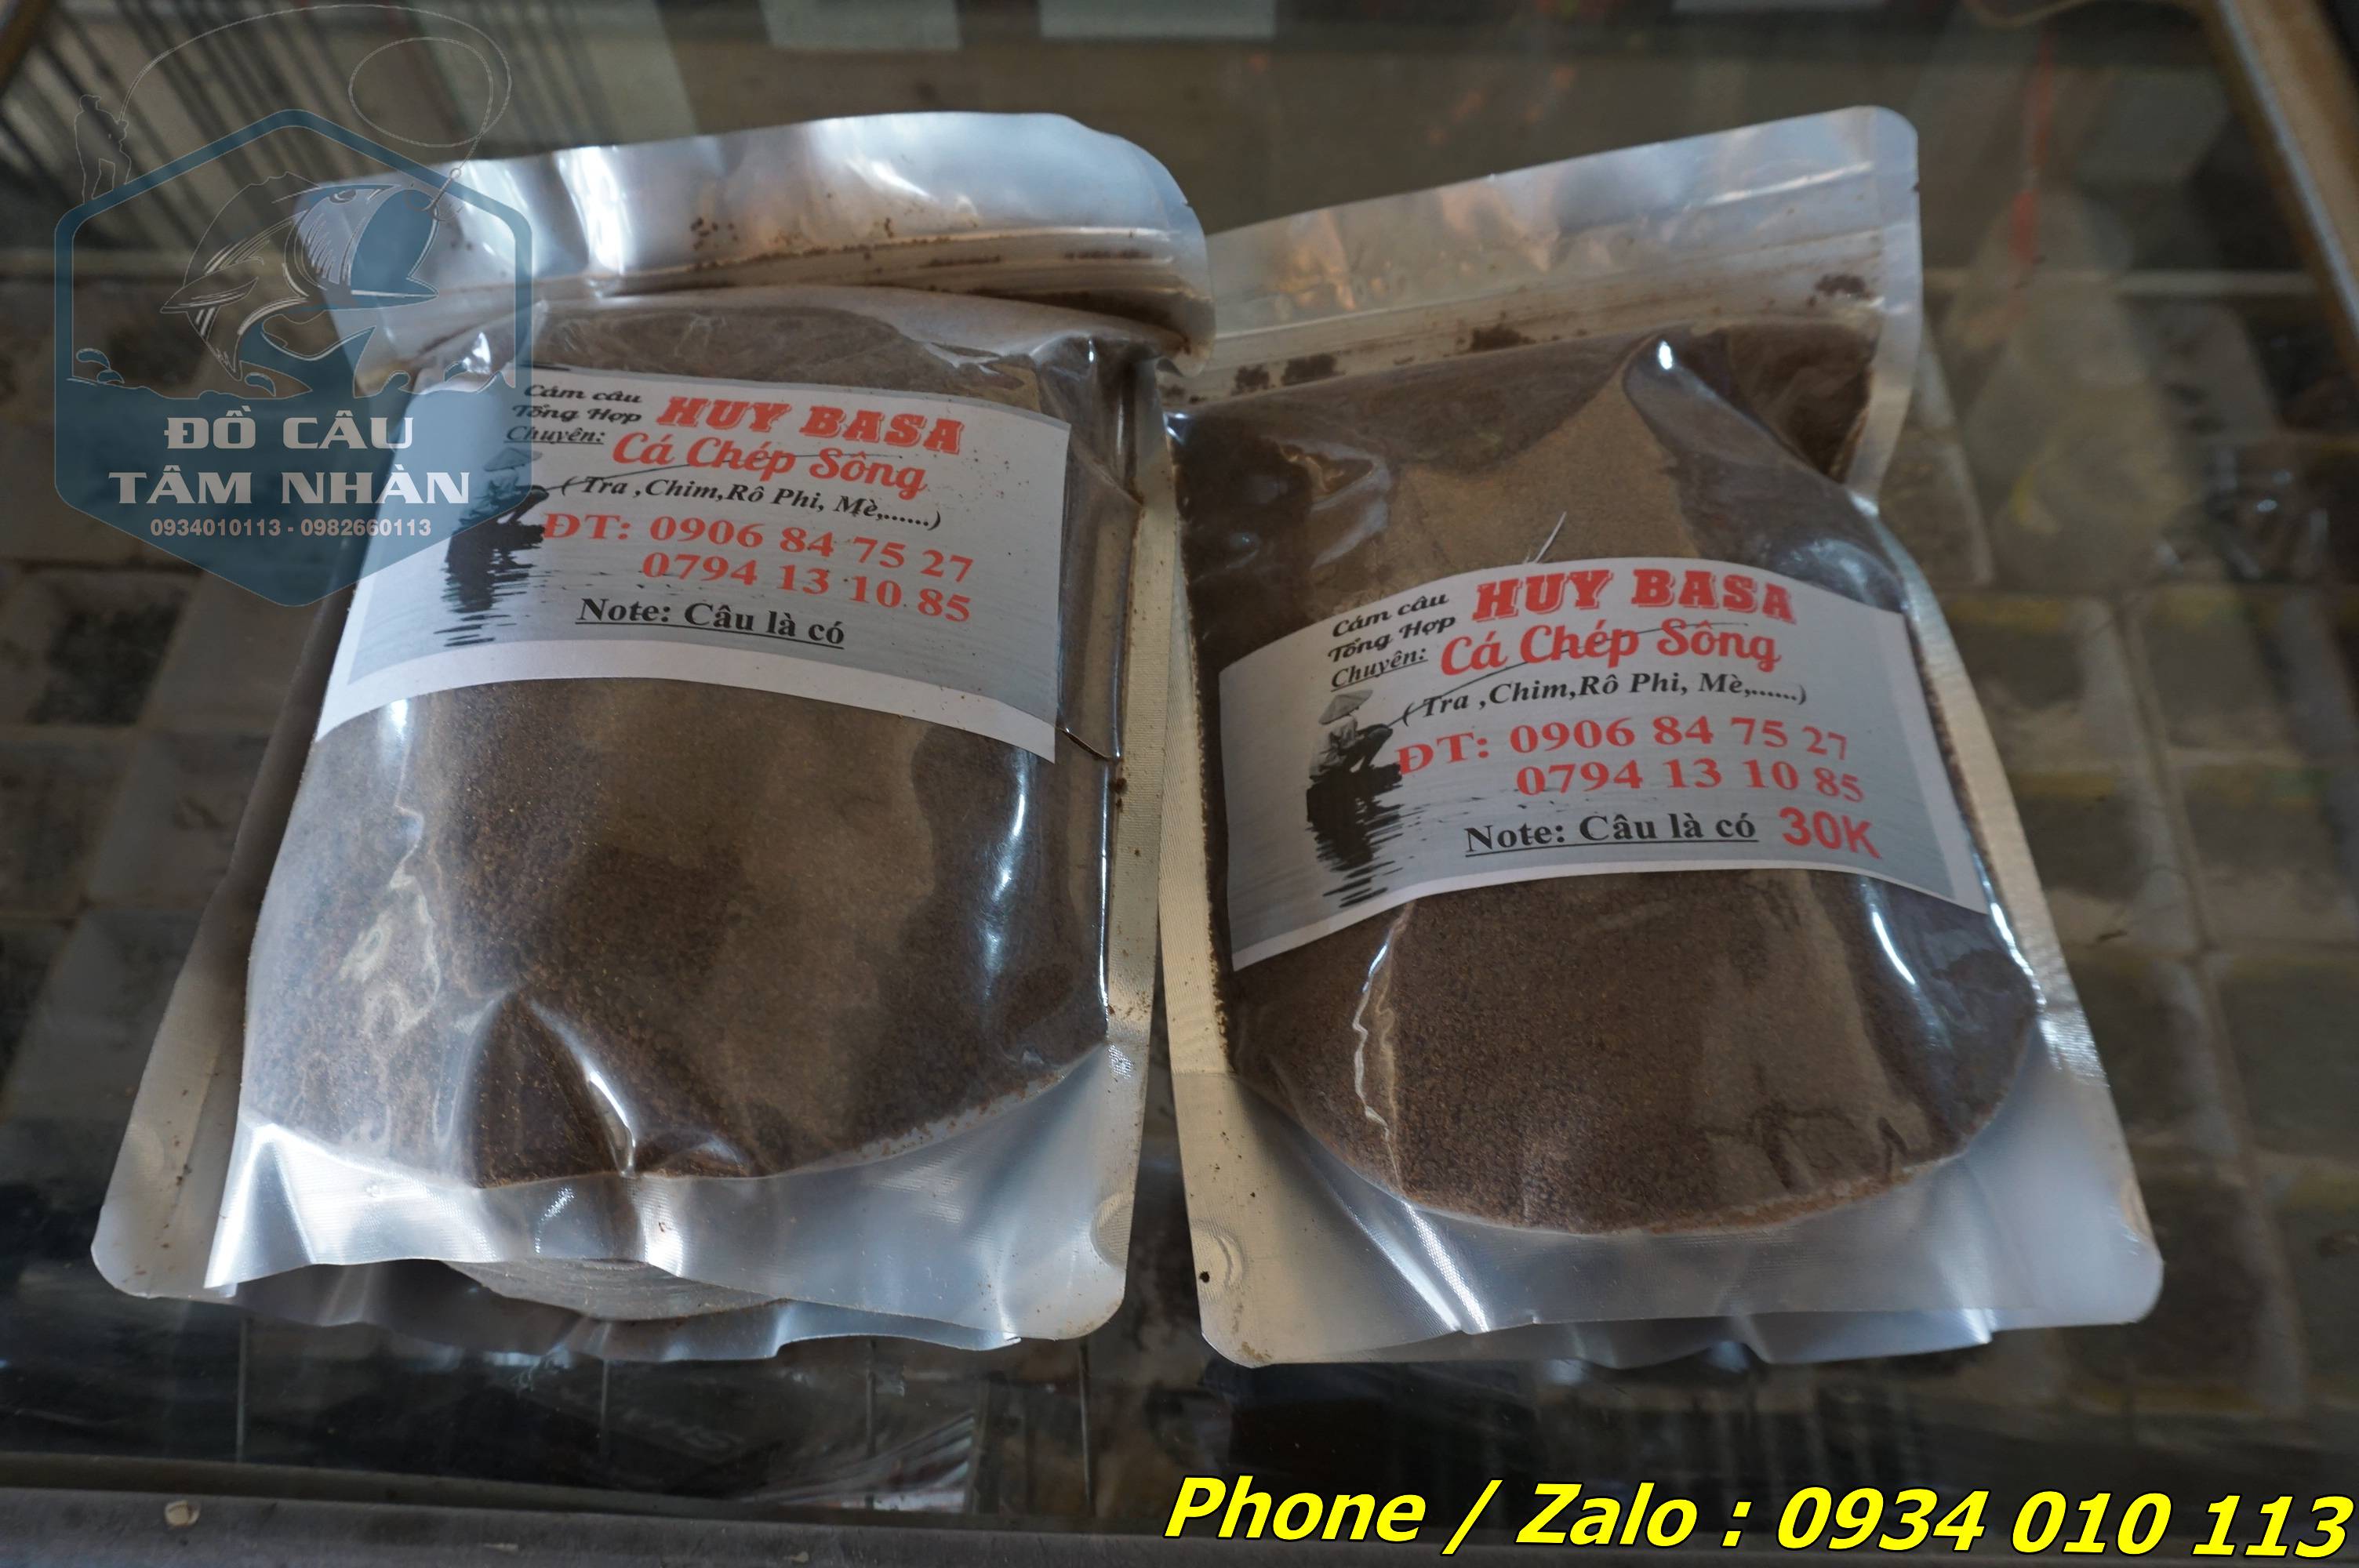 ĐỒ CÂU
TÂM NHÀN
0934010113 - 0982660113
Cám câu
Tổng Hợp
HUY BASA
Chuyên:
Cá Chép Sông
( Tra ,Chim,Rô Phi, Mè,......)
ĐT: 0906 84 75 27
0794 13 10 85
Note: Câu là có
Cám câu
Tổng Hợp
HUY BASA
Chuyên:
Cá Chép Sông
( Tra ,Chim,Rô Phi, Mè,......)
ĐT: 0906 84 75 27
0794 13 10 85
Note: Câu là có 30K
Phone / Zalo : 0934 010 113